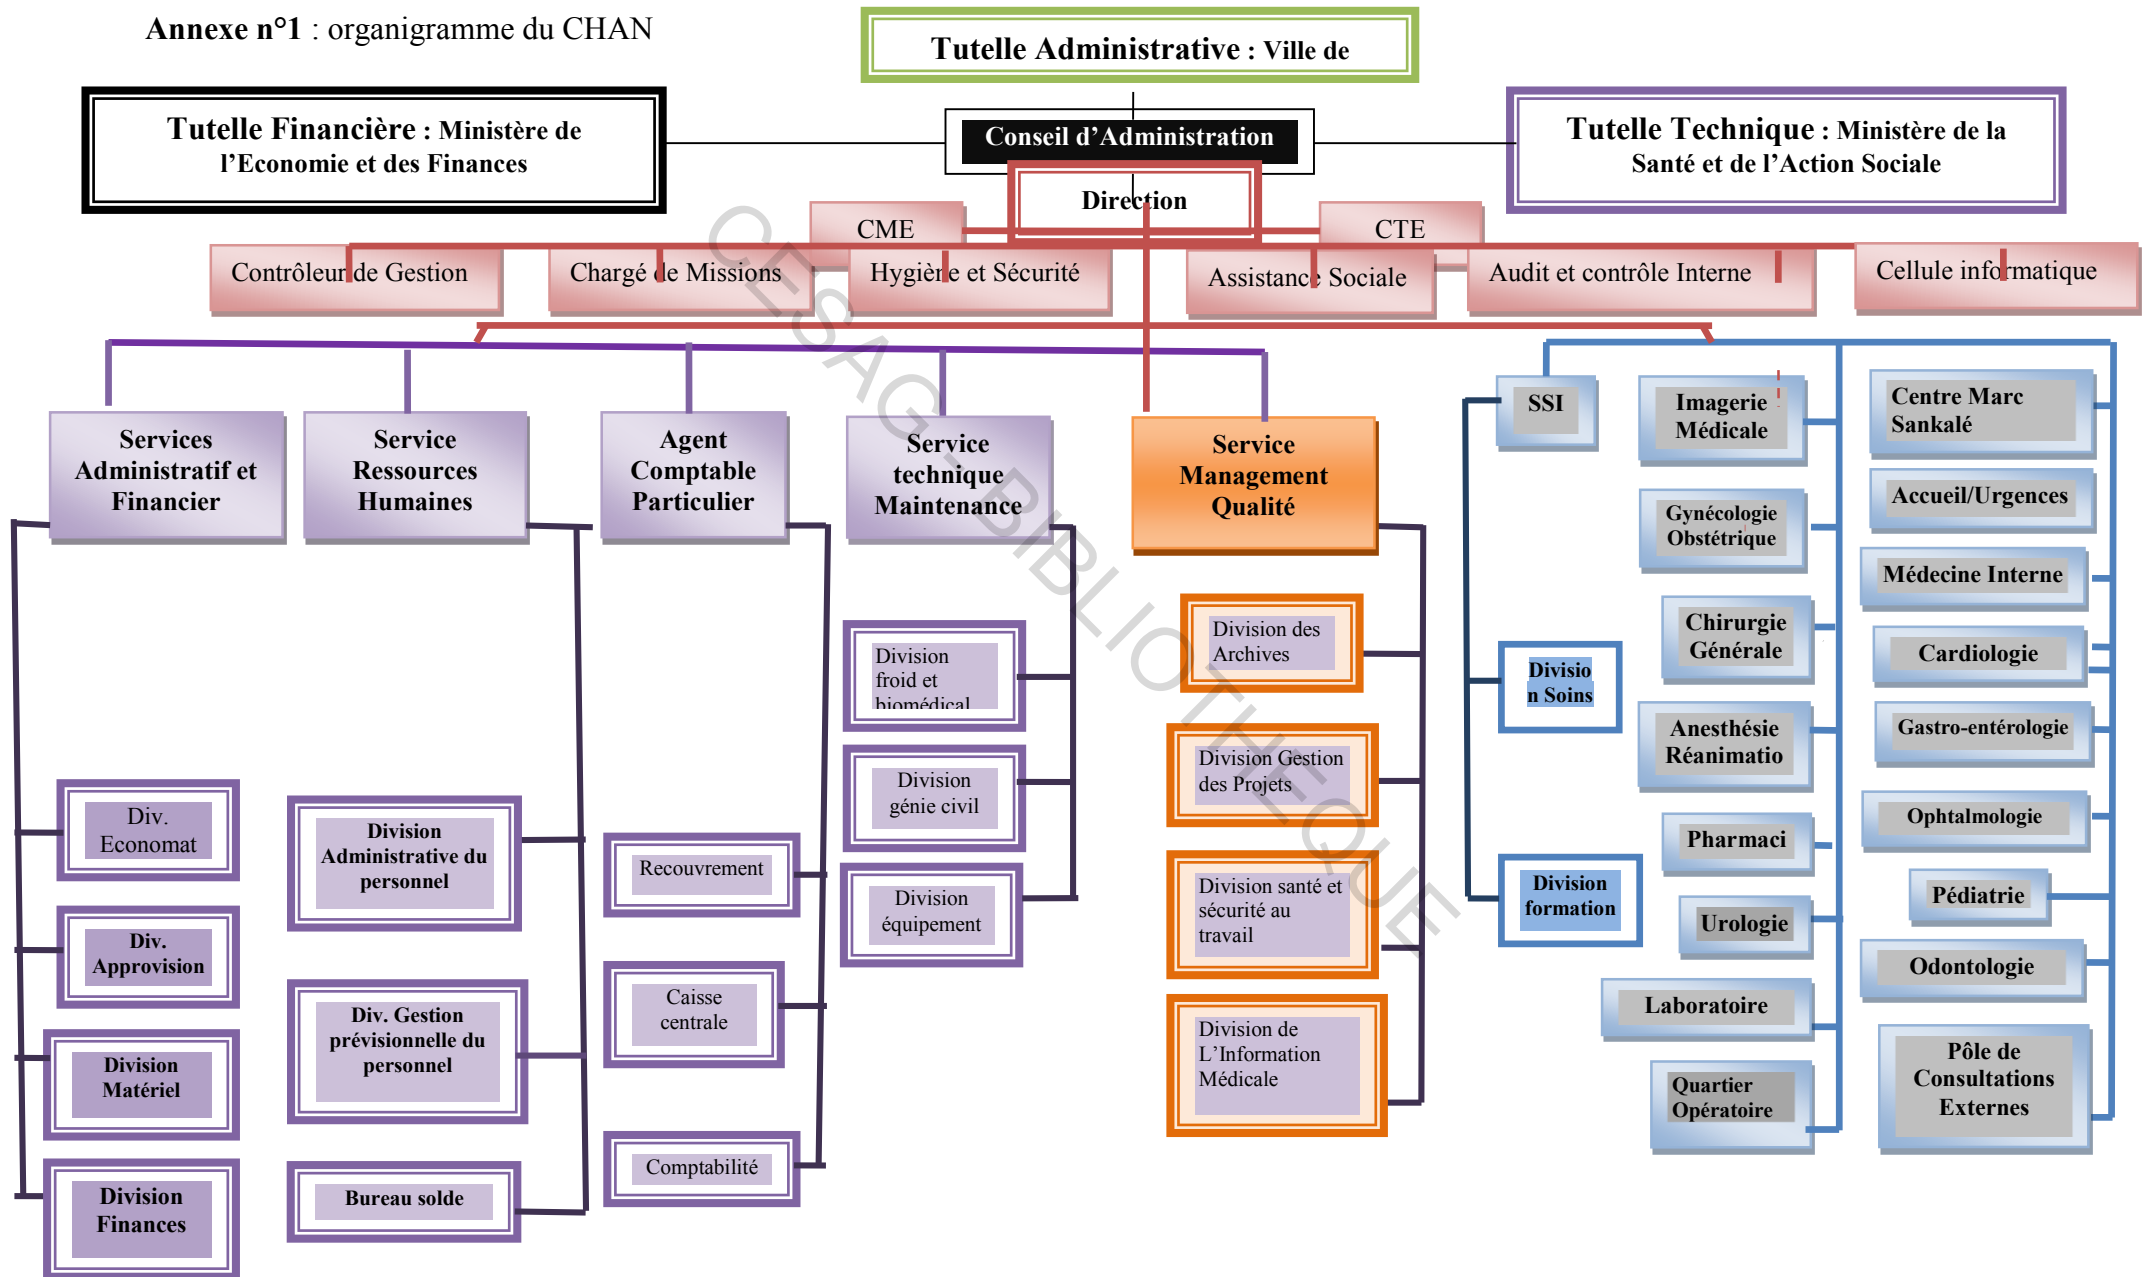 Annexe n°1 : organigramme du CHAN
Tutelle Administrative : Ville de
Tutelle Financière : Ministère de
l'Economie et des Finances
Conseil d'Administration
Tutelle Technique : Ministère de la
Santé et de l'Action Sociale
Direction
CME
CTE
Contrôleur de Gestion
Chargé de Missions
Hygiène et Sécurité
Assistance Sociale
Audit et contrôle Interne
Cellule informatique
Services
Administratif et
Financier
Service
Ressources
Humaines
Agent
Comptable
Particulier
Service
technique
Maintenance
Service
Management
Qualité
Div.
Economat
Div.
Approvision
Division
Matériel
Division
Finances
Division
Administrative du
personnel
Div. Gestion
prévisionnelle du
personnel
Bureau solde
Recouvrement
Caisse
centrale
Comptabilité
Division
froid et
biomédical
Division
génie civil
Division
équipement
Division des
Archives
Division Gestion
des Projets
Division santé et
sécurité au
travail
Division de
L'Information
Médicale
SSI
Divisio
n Soins
Division
formation
Imagerie
Médicale
Gynécologie
Obstétrique
Chirurgie
Générale
Anesthésie
Réanimatio
Pharmaci
Urologie
Laboratoire
Quartier
Opératoire
Centre Marc
Sankalé
Accueil/Urgences
Médecine Interne
Cardiologie
Gastro-entérologie
Ophtalmologie
Pédiatrie
Odontologie
Pôle de
Consultations
Externes
CESAG - BIBLIOTHEQUE